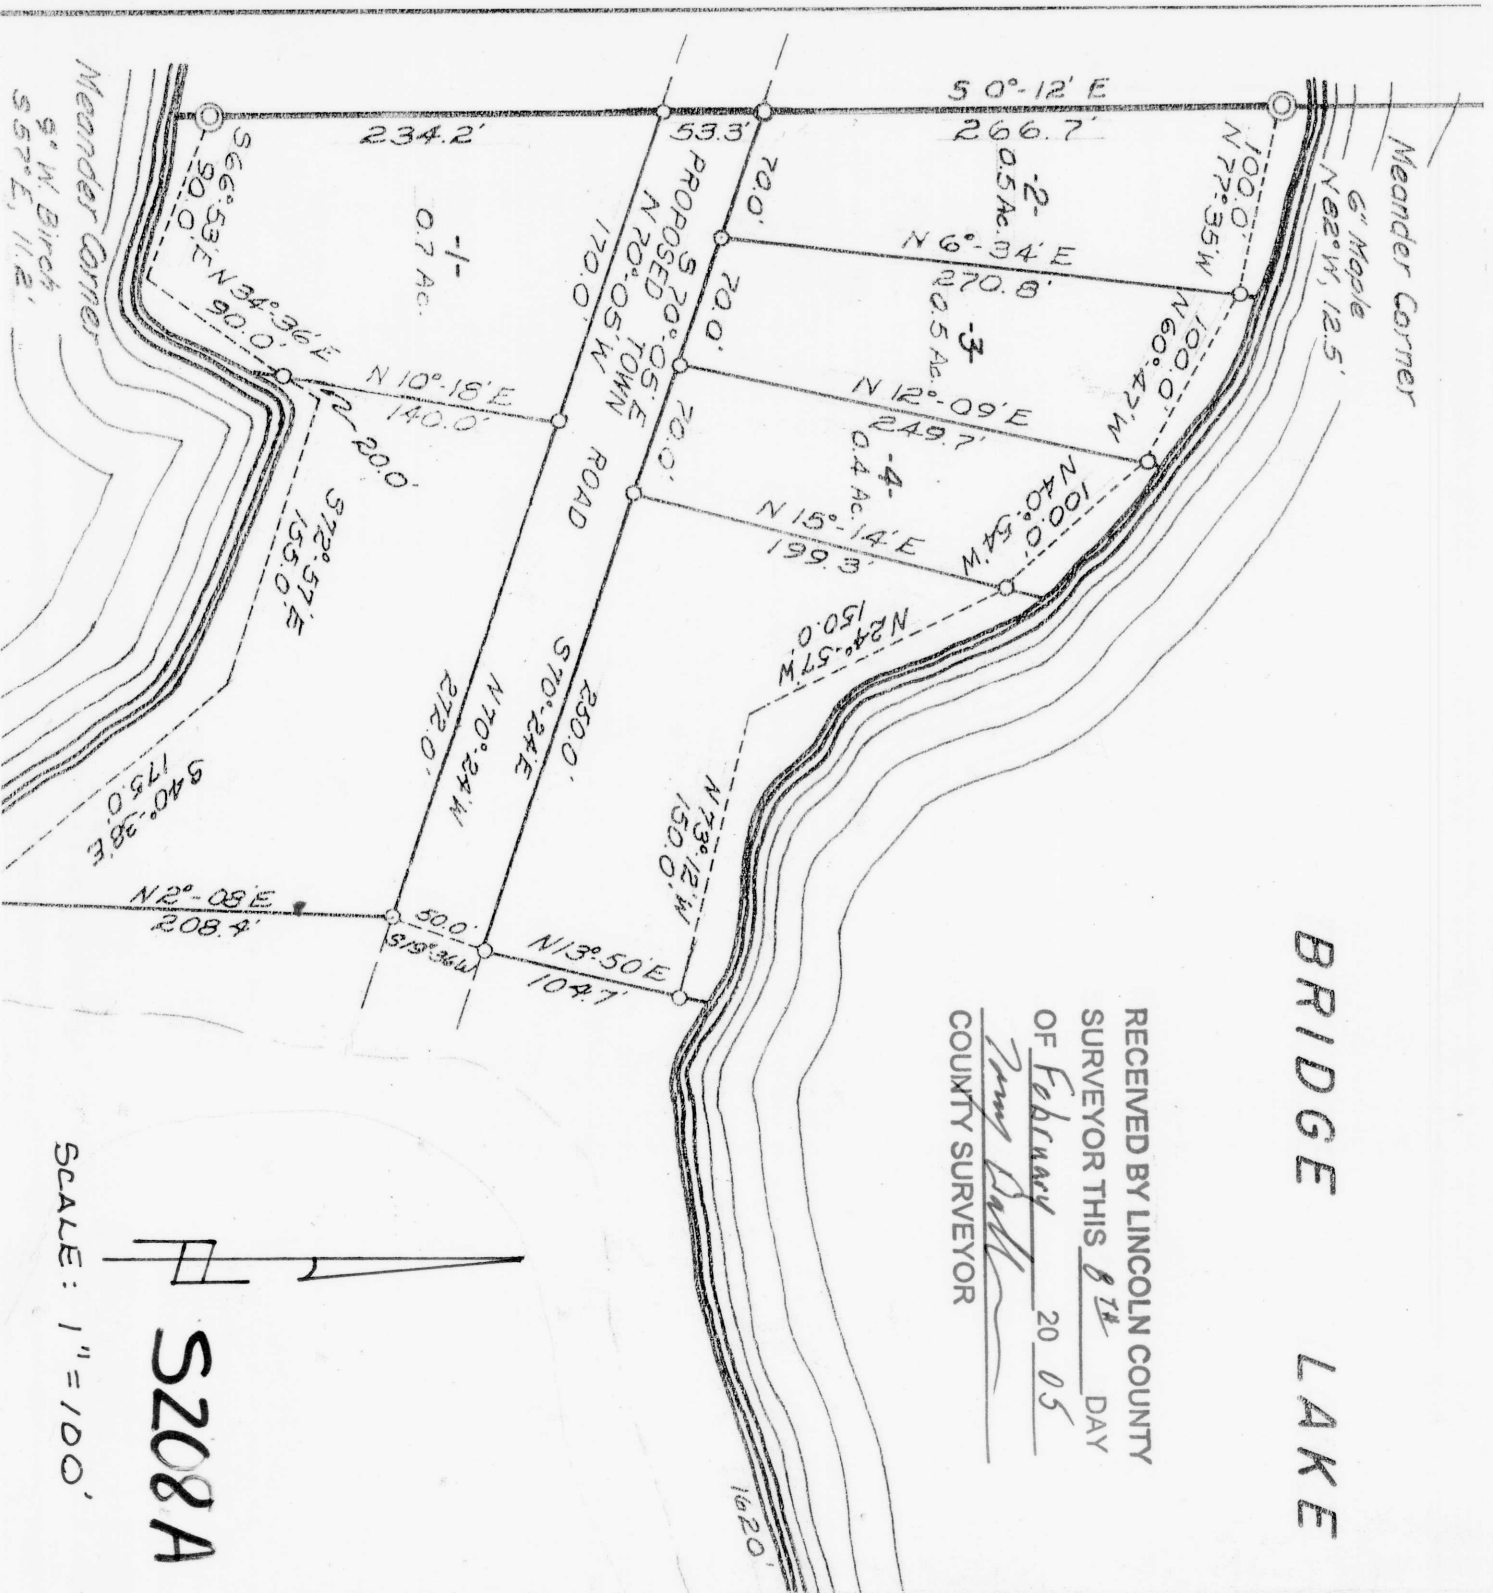 S 0°-12' E
266.7'
53.3'
234.2'
Meander Corner
6" Maple
N 82° W, 12.5'
100.0'
N 77°-35' W
-2-
0.5 Ac.
N 6°-34' E
270.8'
100.0'
N 60°-47' W
-3-
0.5 Ac.
N 12°-09' E
249.7'
100.0'
N 40°-54' W
-4-
0.4 Ac.
N 15°-14' E
199.3'
N 24°-57' W
150.0'
N 73°-12' W
150.0'
70.0'
70.0'
70.0'
S 70°-05' E
PROPOSED TOWN ROAD
N 70°-05' W
170.0'
250.0'
S 70°-24' E
N 70°-24' W
272.0'
-1-
0.7 Ac.
N 10°-18' E
140.0'
20.0'
S 66°-53' E
90.0'
N 34°-36' E
90.0'
Meander Corner
W. Birch
S 57° E, 11.2'
S 72°-57' E
155.0'
S 40°-38' E
175.0'
N 2°-08' E
208.4'
50.0'
S 19°-36' W
N 13°-50' E
104.7'
BRIDGE LAKE
RECEIVED BY LINCOLN COUNTY
SURVEYOR THIS 8TH DAY
OF February 20 05
COUNTY SURVEYOR
1620'
S208A
SCALE: 1"=100'